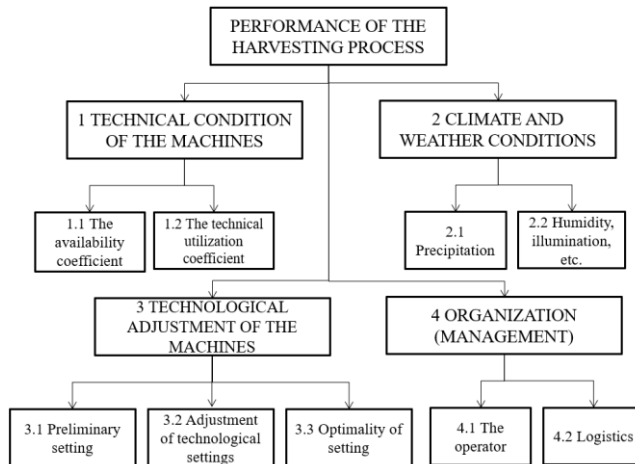 PERFORMANCE OF THE
HARVESTING PROCESS
1 TECHNICAL CONDITION
OF THE MACHINES
2 CLIMATE AND
WEATHER CONDITIONS
1.1 The
availability
coefficient
1.2 The technical
utilization
coefficient
2.1
Precipitation
2.2 Humidity,
illumination,
etc.
3 TECHNOLOGICAL
ADJUSTMENT OF THE
MACHINES
4 ORGANIZATION
(MANAGEMENT)
3.1 Preliminary
setting
3.2 Adjustment
of technological
settings
3.3 Optimality of
setting
4.1 The
operator
4.2 Logistics